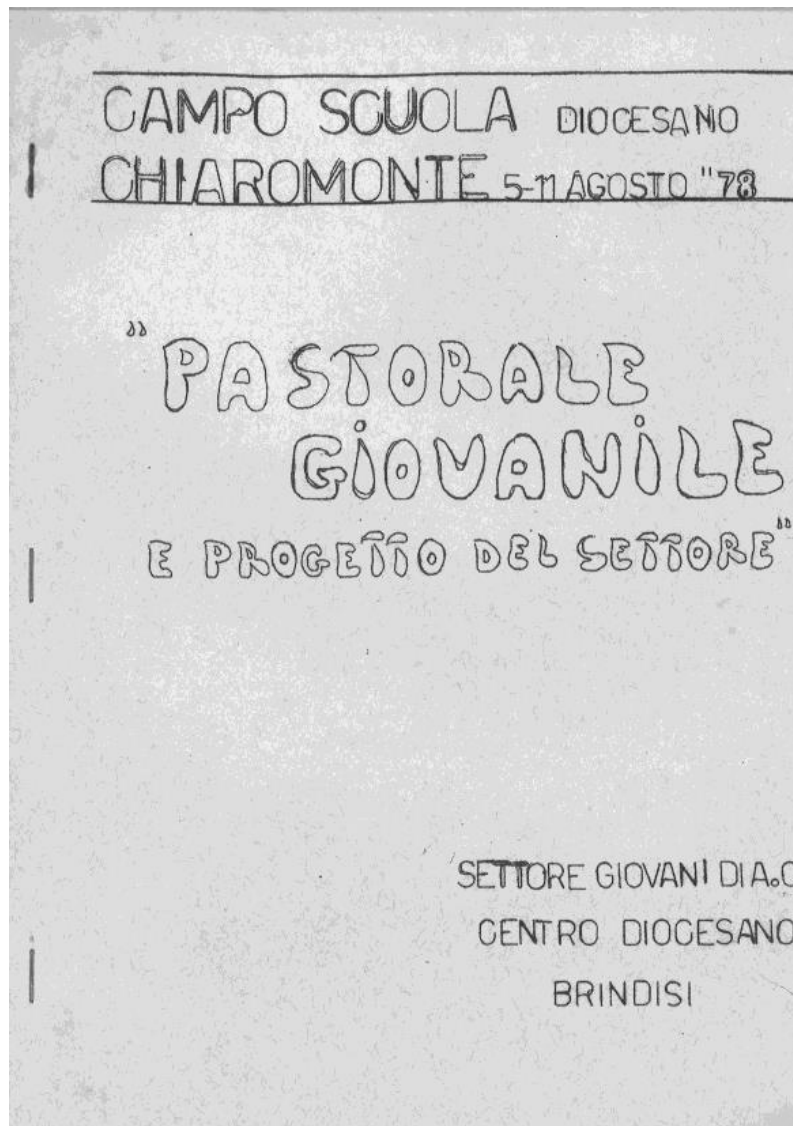 CAMPO SCUOLA DIOCESANO
CHIAROMONTE 5-11 AGOSTO "78
"PASTORALE
GIOVANILE
E PROGETTO DEL SETTORE"
SETTORE GIOVANI DI A.C
CENTRO DIOCESANO
BRINDISI